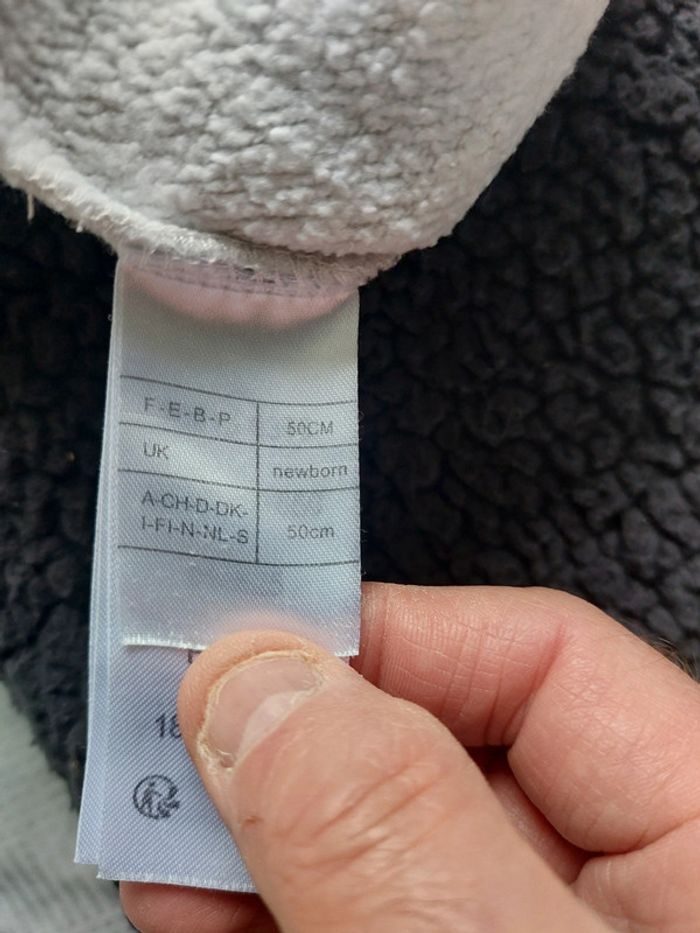 F-E-B-P 50CM
UK newborn
A-CH-D-DK-
I-FI-N-NL-S 50cm